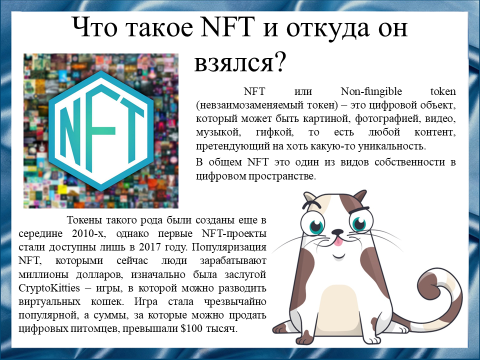 Что такое NFT и откуда он
взялся?
NFT
NFT или Non-fungible token
(невзаимозаменяемый токен) – это цифровой объект,
который может быть картиной, фотографией, видео,
музыкой, гифкой, то есть любой контент,
претендующий на хоть какую-то уникальность.
В общем NFT это один из видов собственности в
цифровом пространстве.
Токены такого рода были созданы еще в
середине 2010-х, однако первые NFT-проекты
стали доступны лишь в 2017 году. Популяризация
NFT, которыми сейчас люди зарабатывают
миллионы долларов, изначально была заслугой
CryptoKitties – игры, в которой можно разводить
виртуальных кошек. Игра стала чрезвычайно
популярной, а суммы, за которые можно продать
цифровых питомцев, превышали $100 тысяч.